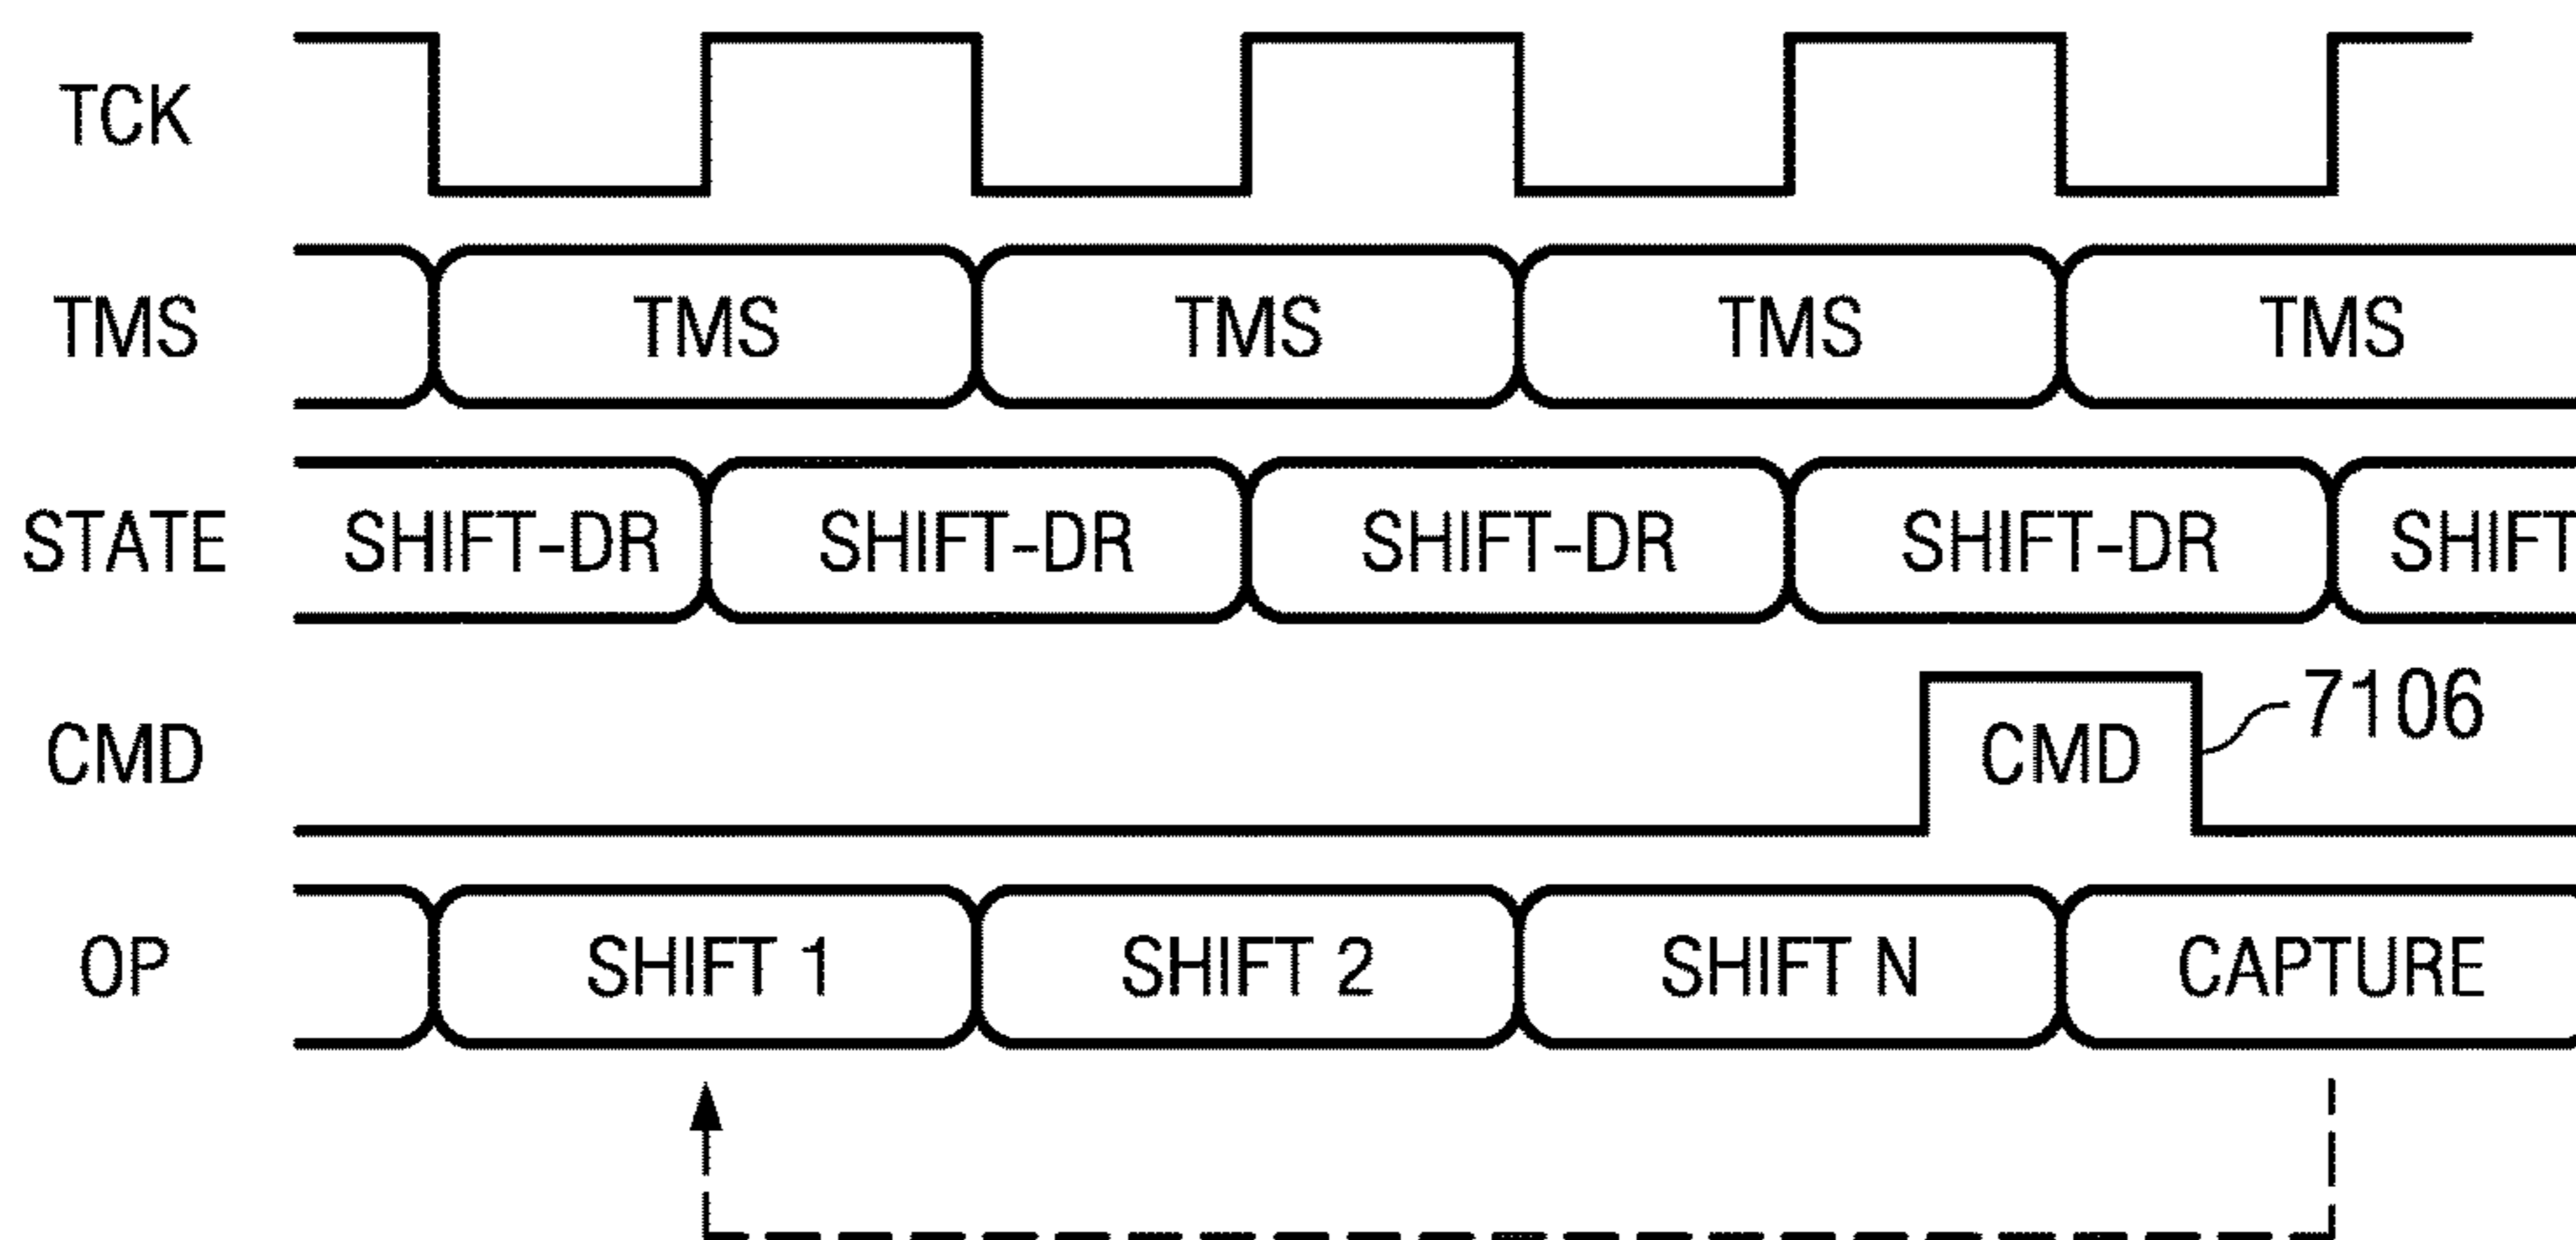 TCK
TMS TMS TMS TMS TMS
STATE SHIFT-DR SHIFT-DR SHIFT-DR SHIFT-DR SHIFT
CMD CMD 7106
OP SHIFT 1 SHIFT 2 SHIFT N CAPTURE